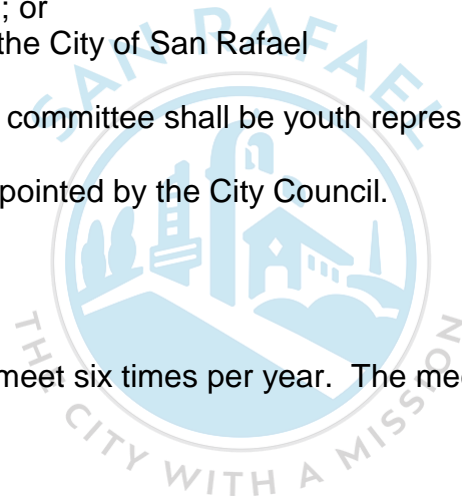 ; or
the City of San Rafael
committee shall be youth repres
pointed by the City Council.
meet six times per year. The mee
SAN RAFAEL
THE CITY WITH A MISSION